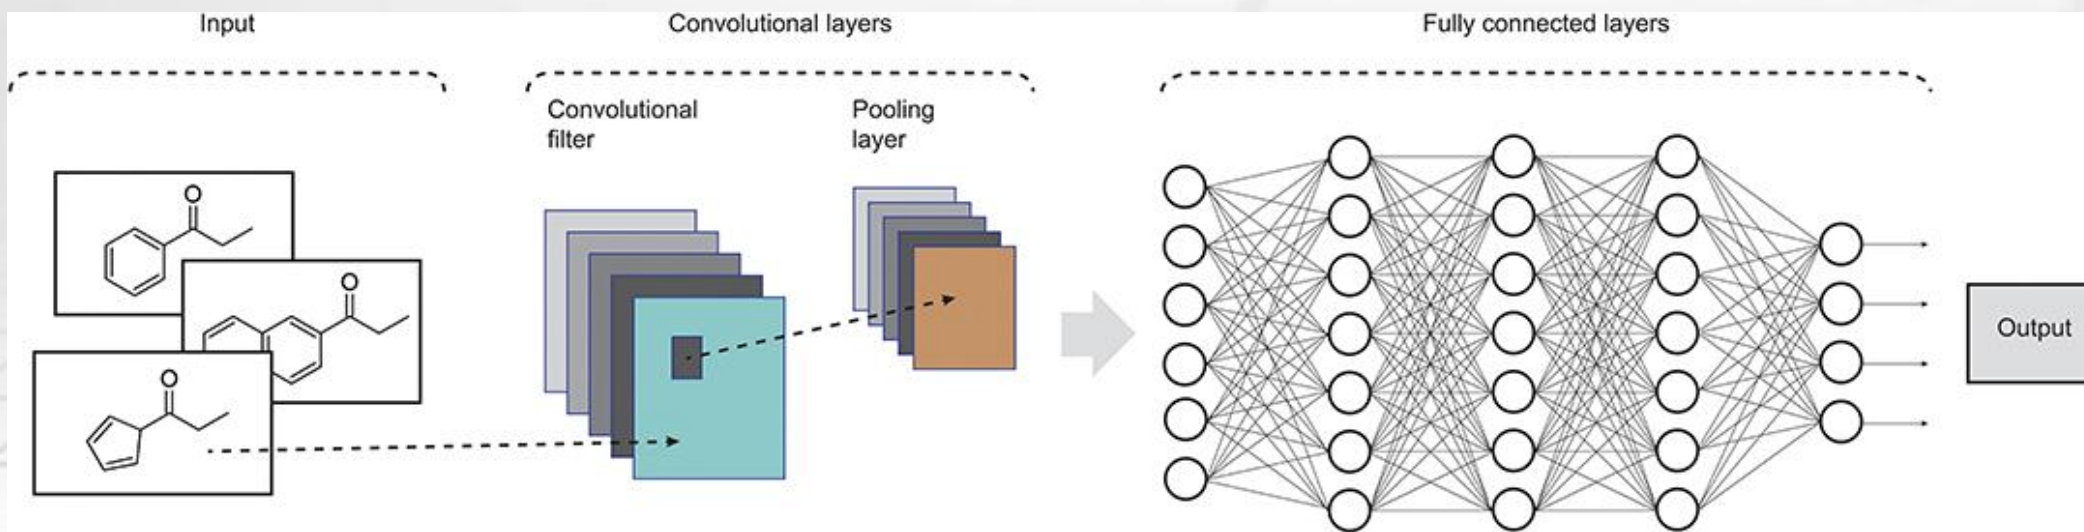 Input
Convolutional layers
Fully connected layers
Convolutional
filter
Pooling
layer
O
O
O
Output